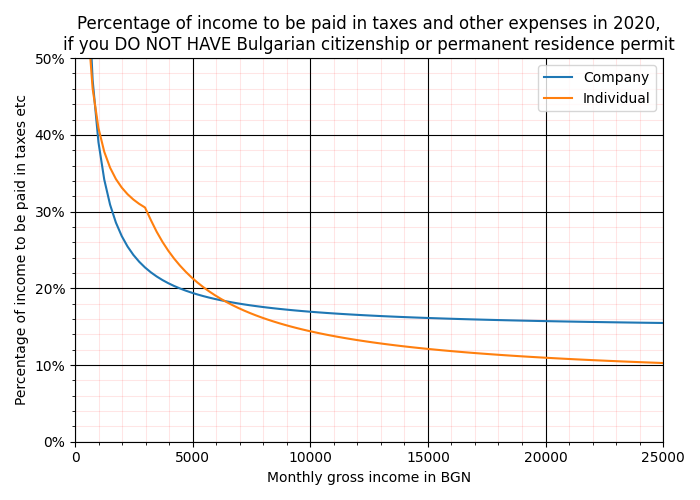 Percentage of income to be paid in taxes and other expenses in 2020,
if you DO NOT HAVE Bulgarian citizenship or permanent residence permit
Percentage of income to be paid in taxes etc
50%
40%
30%
20%
10%
0%
Company
Individual
0
5000
10000
15000
20000
25000
Monthly gross income in BGN